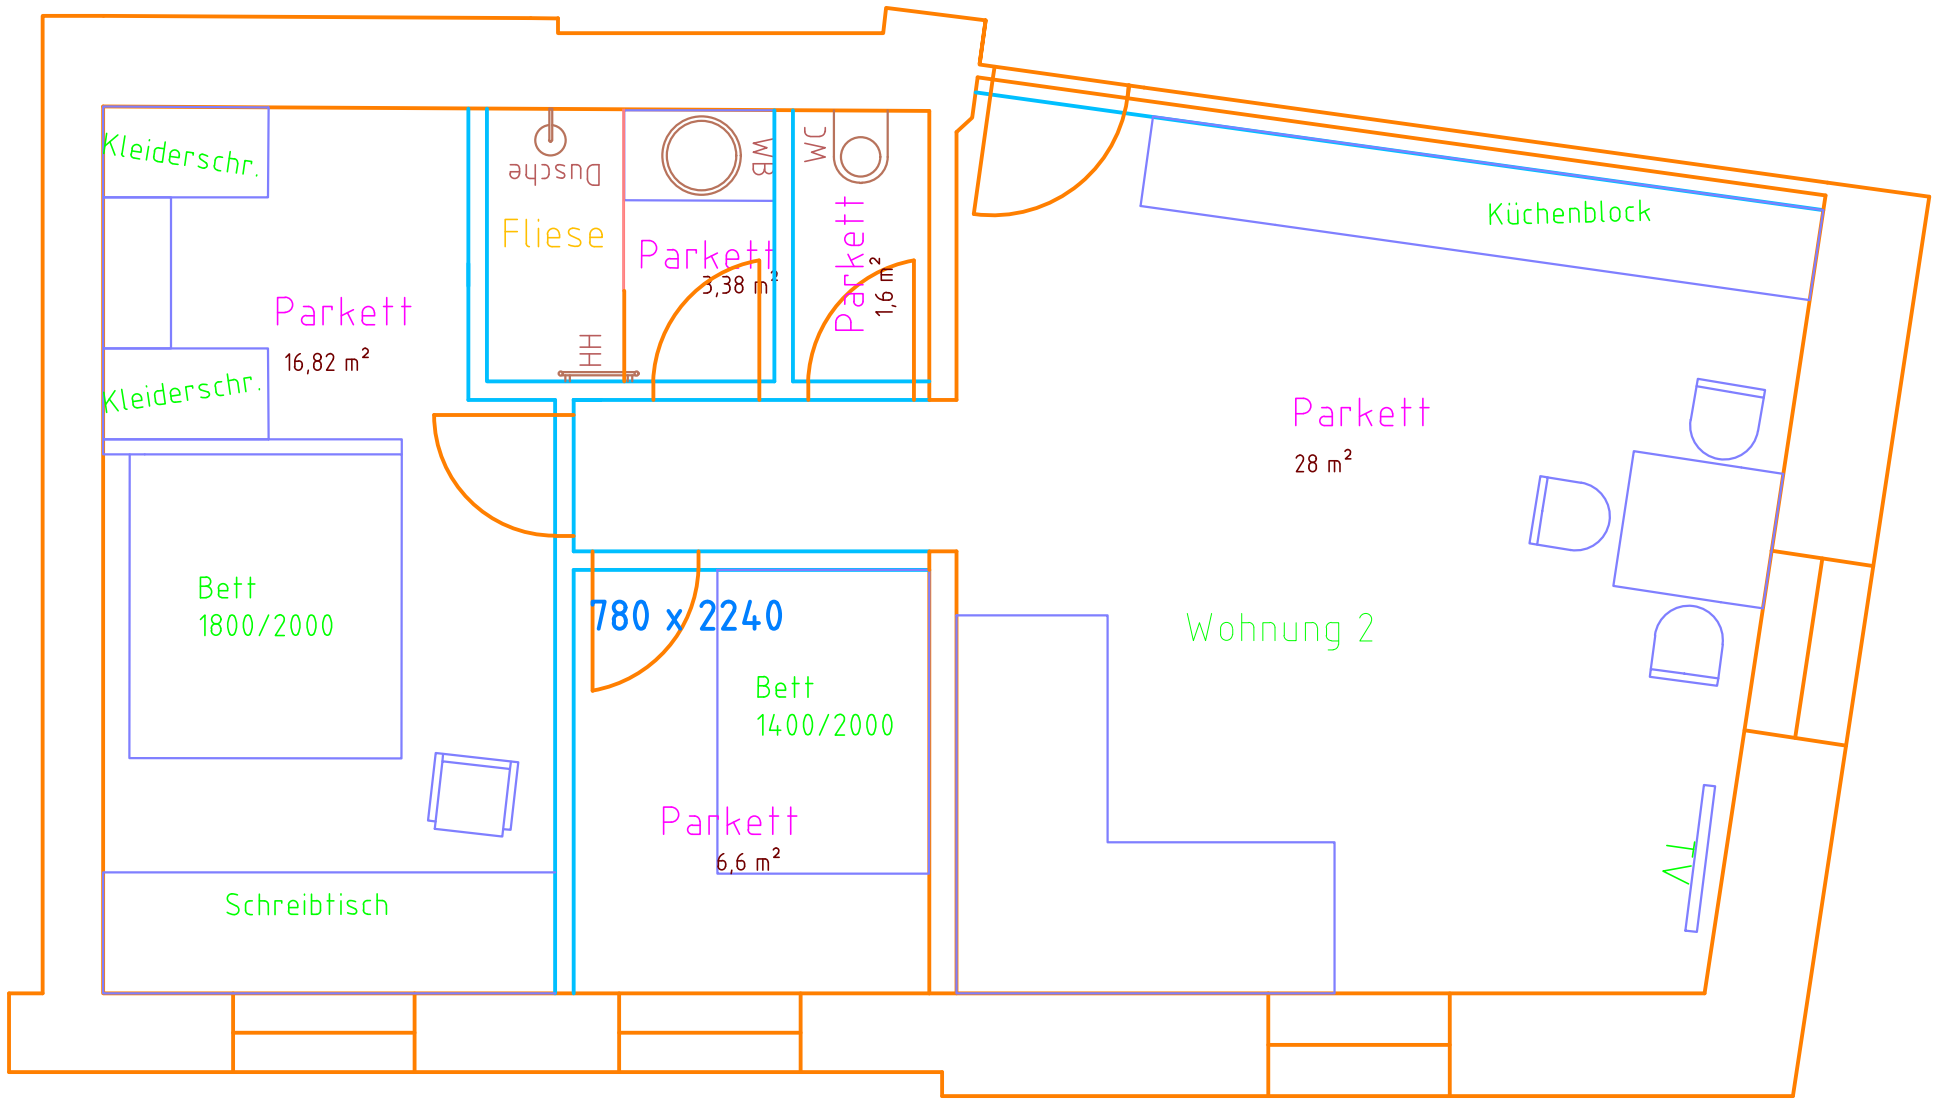 Kleiderschr.
Dusche
WB
WC
Fliese
Parkett
3,38 m²
Parkett
1,6 m²
Küchenblock
Parkett
16,82 m²
HH
Kleiderschr.
Parkett
28 m²
Bett
1800/2000
780 x 2240
Wohnung 2
Bett
1400/2000
Parkett
6,6 m²
TV
Schreibtisch